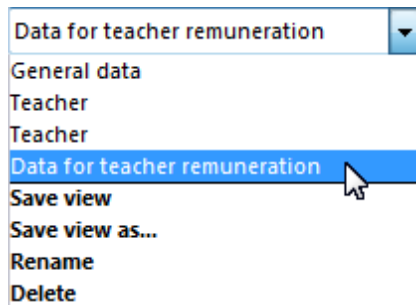 Data for teacher remuneration
General data
Teacher
Teacher
Data for teacher remuneration
Save view
Save view as...
Rename
Delete